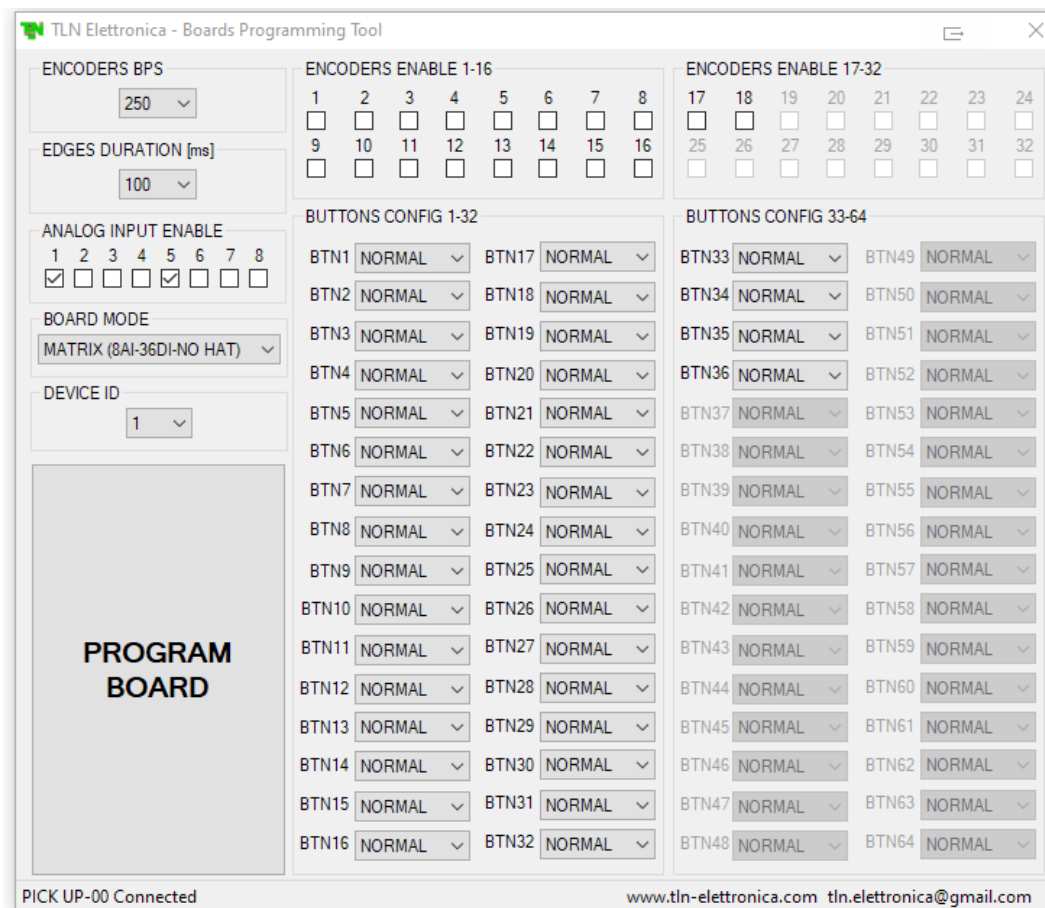 TLN Elettronica - Boards Programming Tool
ENCODERS BPS
250
EDGES DURATION [ms]
100
ANALOG INPUT ENABLE
1 2 3 4 5 6 7 8
BOARD MODE
MATRIX (8AI-36DI-NO HAT)
DEVICE ID
1
PROGRAM
BOARD
ENCODERS ENABLE 1-16
1 2 3 4 5 6 7 8
9 10 11 12 13 14 15 16
ENCODERS ENABLE 17-32
17 18 19 20 21 22 23 24
25 26 27 28 29 30 31 32
BUTTONS CONFIG 1-32
BTN1 NORMAL BTN17 NORMAL
BTN2 NORMAL BTN18 NORMAL
BTN3 NORMAL BTN19 NORMAL
BTN4 NORMAL BTN20 NORMAL
BTN5 NORMAL BTN21 NORMAL
BTN6 NORMAL BTN22 NORMAL
BTN7 NORMAL BTN23 NORMAL
BTN8 NORMAL BTN24 NORMAL
BTN9 NORMAL BTN25 NORMAL
BTN10 NORMAL BTN26 NORMAL
BTN11 NORMAL BTN27 NORMAL
BTN12 NORMAL BTN28 NORMAL
BTN13 NORMAL BTN29 NORMAL
BTN14 NORMAL BTN30 NORMAL
BTN15 NORMAL BTN31 NORMAL
BTN16 NORMAL BTN32 NORMAL
BUTTONS CONFIG 33-64
BTN33 NORMAL BTN49 NORMAL
BTN34 NORMAL BTN50 NORMAL
BTN35 NORMAL BTN51 NORMAL
BTN36 NORMAL BTN52 NORMAL
BTN37 NORMAL BTN53 NORMAL
BTN38 NORMAL BTN54 NORMAL
BTN39 NORMAL BTN55 NORMAL
BTN40 NORMAL BTN56 NORMAL
BTN41 NORMAL BTN57 NORMAL
BTN42 NORMAL BTN58 NORMAL
BTN43 NORMAL BTN59 NORMAL
BTN44 NORMAL BTN60 NORMAL
BTN45 NORMAL BTN61 NORMAL
BTN46 NORMAL BTN62 NORMAL
BTN47 NORMAL BTN63 NORMAL
BTN48 NORMAL BTN64 NORMAL
PICK UP-00 Connected
www.tln-elettronica.com tln.elettronica@gmail.com